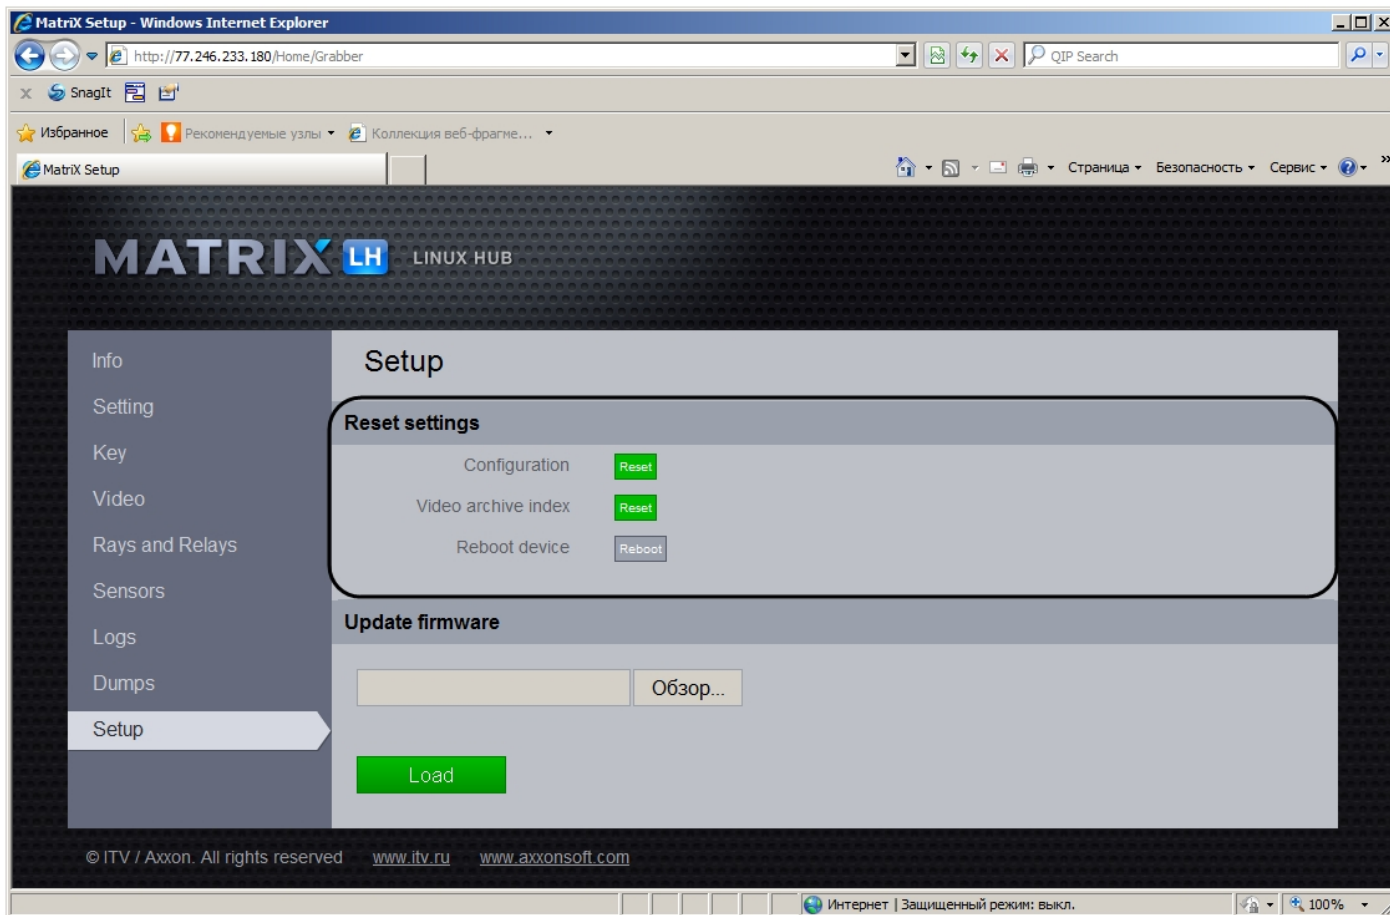 MatriX Setup - Windows Internet Explorer
http://77.246.233.180/Home/Grabber
QIP Search
x SnagIt
Избранное Рекомендуемые узлы Коллекция веб-фрагме...
MatriX Setup Страница Безопасность Сервис
MATRIX LH LINUX HUB
Info
Setting
Key
Video
Rays and Relays
Sensors
Logs
Dumps
Setup
Setup
Reset settings
Configuration Reset
Video archive index Reset
Reboot device Reboot
Update firmware
Обзор...
Load
© ITV / Axxon. All rights reserved www.itv.ru www.axxonsoft.com
Интернет | Защищенный режим: выкл. 100%